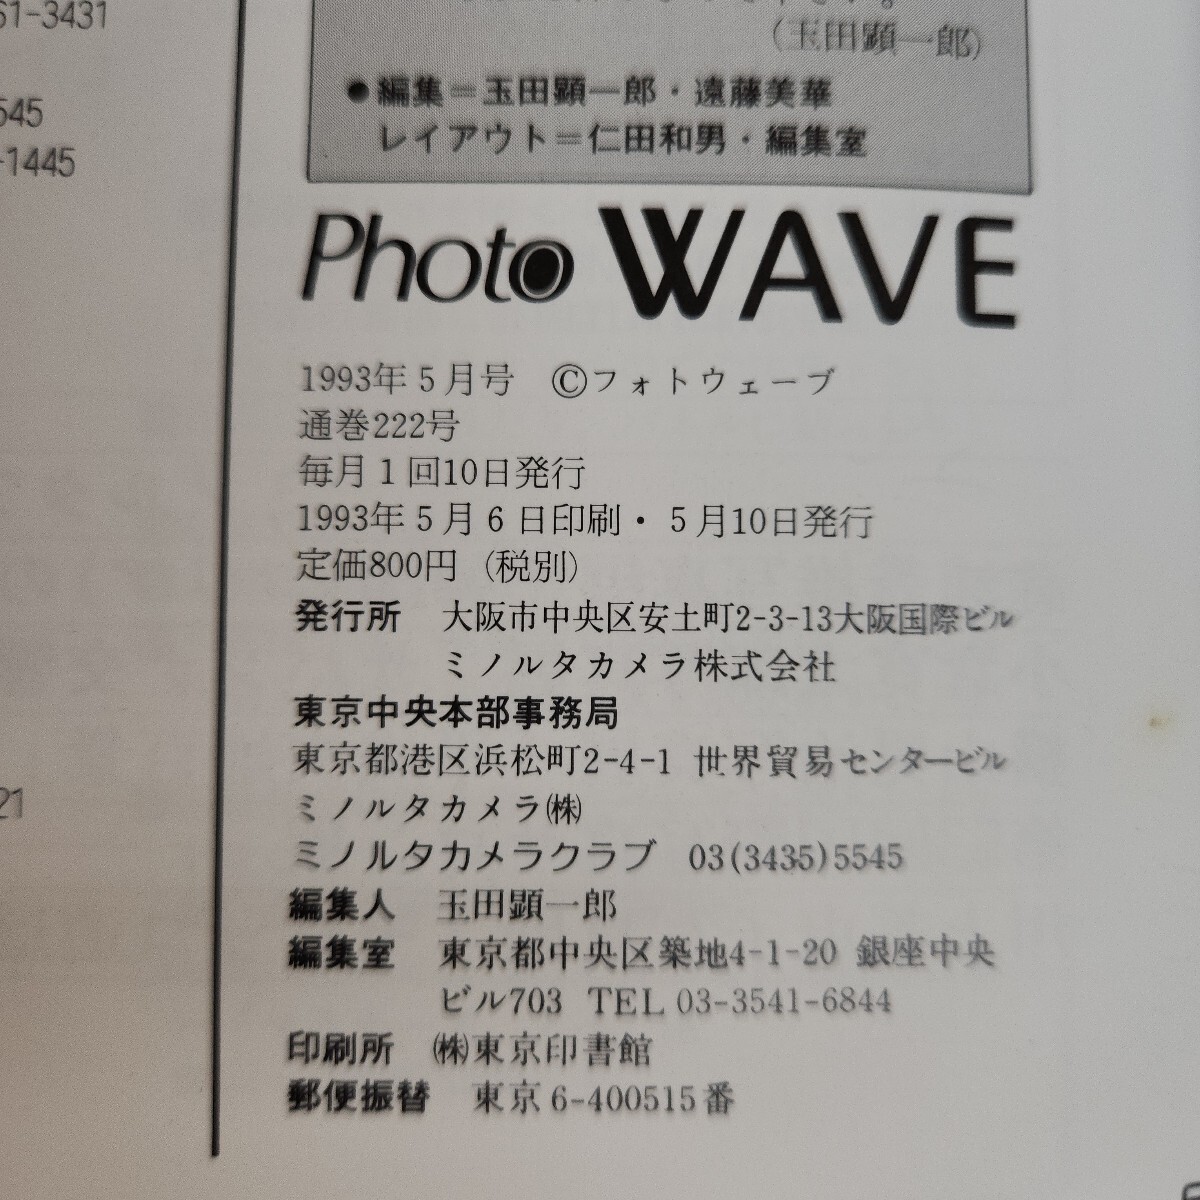 61-3431
545
-1445
21
(玉田顕一郎)
●編集＝玉田顕一郎・遠藤美華
レイアウト＝仁田和男・編集室
Photo WAVE
1993年5月号 ©フォトウェーブ
通巻222号
毎月1回10日発行
1993年5月6日印刷・5月10日発行
定価800円（税別）
発行所 大阪市中央区安土町2-3-13大阪国際ビル
ミノルタカメラ株式会社
東京中央本部事務局
東京都港区浜松町2-4-1 世界貿易センタービル
ミノルタカメラ㈱
ミノルタカメラクラブ 03(3435)5545
編集人 玉田顕一郎
編集室 東京都中央区築地4-1-20 銀座中央
ビル703 TEL 03-3541-6844
印刷所 ㈱東京印書館
郵便振替 東京6-400515番